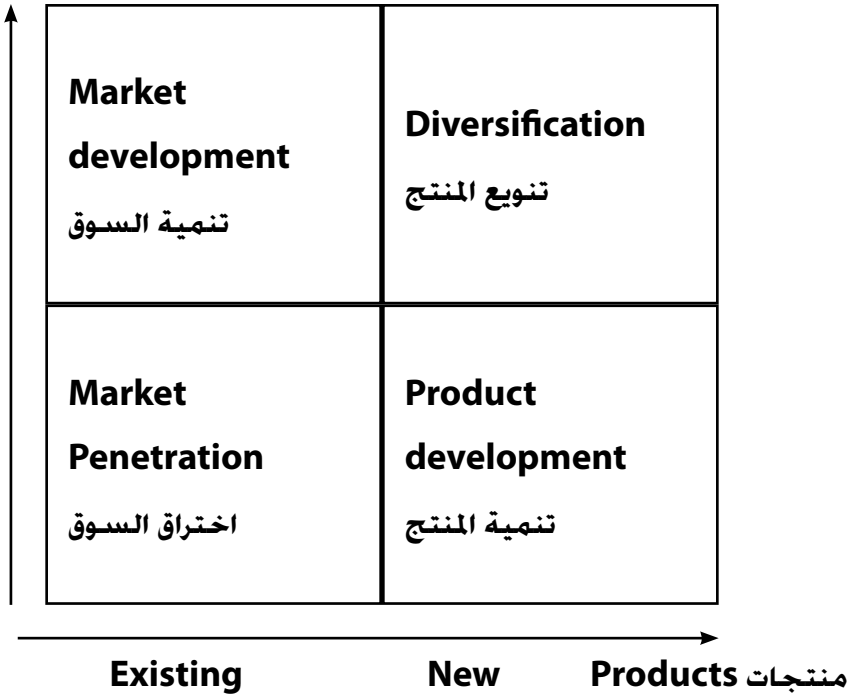 Market
development
تنمية السوق
Diversification
تنويع المنتج
Market
Penetration
اختراق السوق
Product
development
تنمية المنتج
Existing New Products منتجات